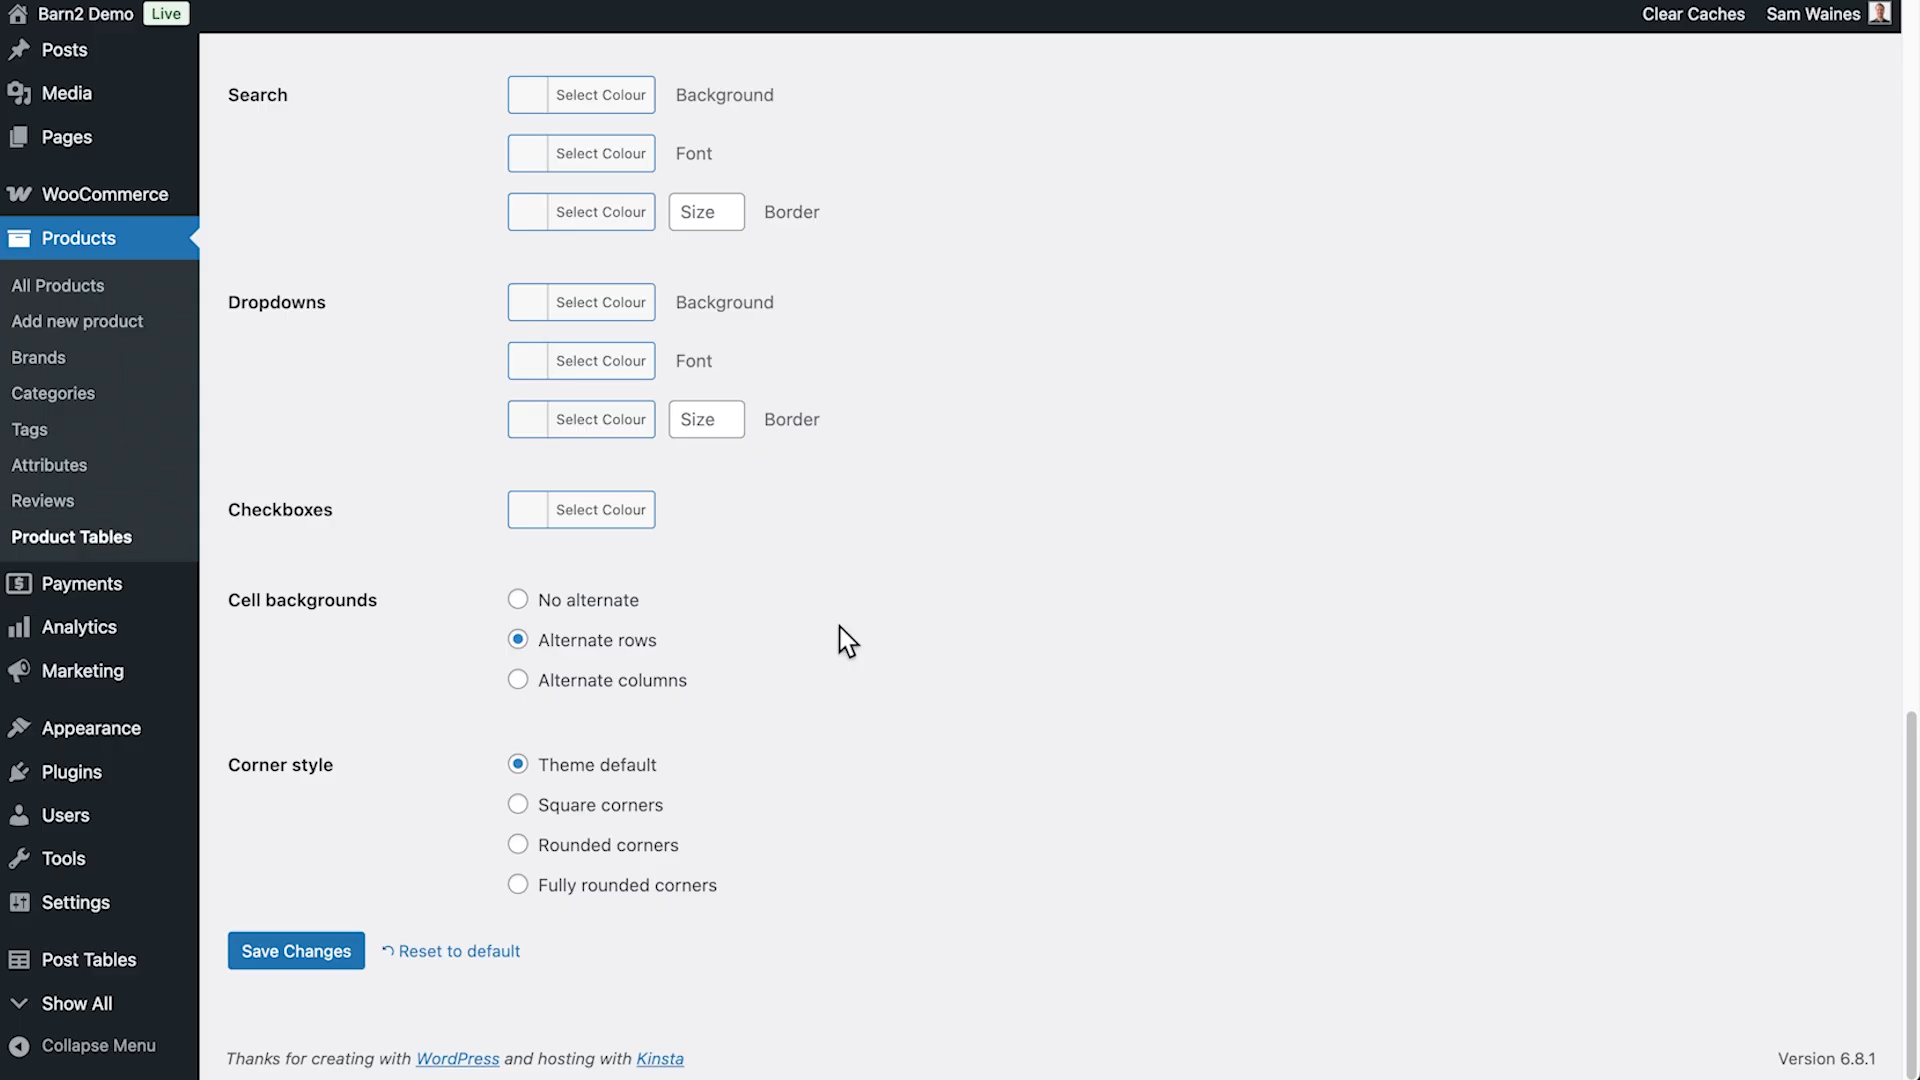 Barn2 Demo Live Clear Caches Sam Waines
Posts
Media
Pages
WooCommerce
Products
All Products
Add new product
Brands
Categories
Tags
Attributes
Reviews
Product Tables
Payments
Analytics
Marketing
Appearance
Plugins
Users
Tools
Settings
Post Tables
Show All
Collapse Menu
Search Select Colour Background
Select Colour Font
Select Colour Size Border
Dropdowns Select Colour Background
Select Colour Font
Select Colour Size Border
Checkboxes Select Colour
Cell backgrounds No alternate
Alternate rows
Alternate columns
Corner style Theme default
Square corners
Rounded corners
Fully rounded corners
Save Changes Reset to default
Thanks for creating with WordPress and hosting with Kinsta Version 6.8.1